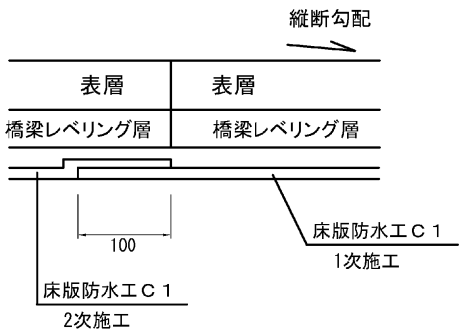 縦断勾配
表層 表層
橋梁レベリング層 橋梁レベリング層
100
床版防水工C1
1次施工
床版防水工C1
2次施工